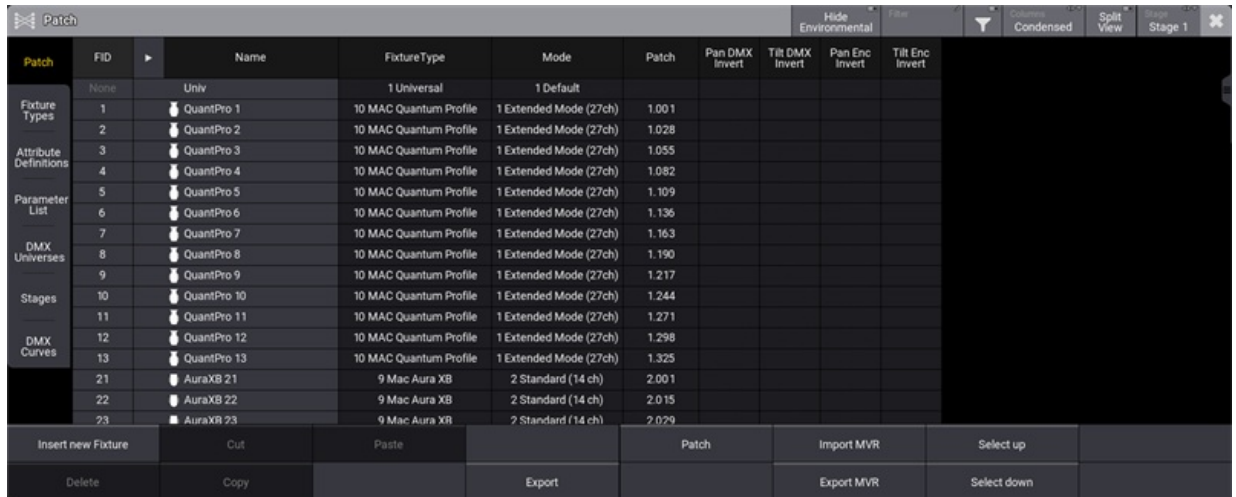 Patch
Hide Environmental
Filter
Columns
Condensed
Split View
Stage
Stage 1
Patch FID Name FixtureType Mode Patch Pan DMX Invert Tilt DMX Invert Pan Enc Invert Tilt Enc Invert
Fixture Types
Attribute Definitions
Parameter List
DMX Universes
Stages
DMX Curves
None Univ 1 Universal 1 Default
1 QuantPro 1 10 MAC Quantum Profile 1 Extended Mode (27ch) 1.001
2 QuantPro 2 10 MAC Quantum Profile 1 Extended Mode (27ch) 1.028
3 QuantPro 3 10 MAC Quantum Profile 1 Extended Mode (27ch) 1.055
4 QuantPro 4 10 MAC Quantum Profile 1 Extended Mode (27ch) 1.082
5 QuantPro 5 10 MAC Quantum Profile 1 Extended Mode (27ch) 1.109
6 QuantPro 6 10 MAC Quantum Profile 1 Extended Mode (27ch) 1.136
7 QuantPro 7 10 MAC Quantum Profile 1 Extended Mode (27ch) 1.163
8 QuantPro 8 10 MAC Quantum Profile 1 Extended Mode (27ch) 1.190
9 QuantPro 9 10 MAC Quantum Profile 1 Extended Mode (27ch) 1.217
10 QuantPro 10 10 MAC Quantum Profile 1 Extended Mode (27ch) 1.244
11 QuantPro 11 10 MAC Quantum Profile 1 Extended Mode (27ch) 1.271
12 QuantPro 12 10 MAC Quantum Profile 1 Extended Mode (27ch) 1.298
13 QuantPro 13 10 MAC Quantum Profile 1 Extended Mode (27ch) 1.325
21 AuraXB 21 9 Mac Aura XB 2 Standard (14 ch) 2.001
22 AuraXB 22 9 Mac Aura XB 2 Standard (14 ch) 2.015
23 AuraXB 23 9 Mac Aura XB 2 Standard (14 ch) 2.029
Insert new Fixture Cut Paste Patch Import MVR Select up
Delete Copy Export Export MVR Select down